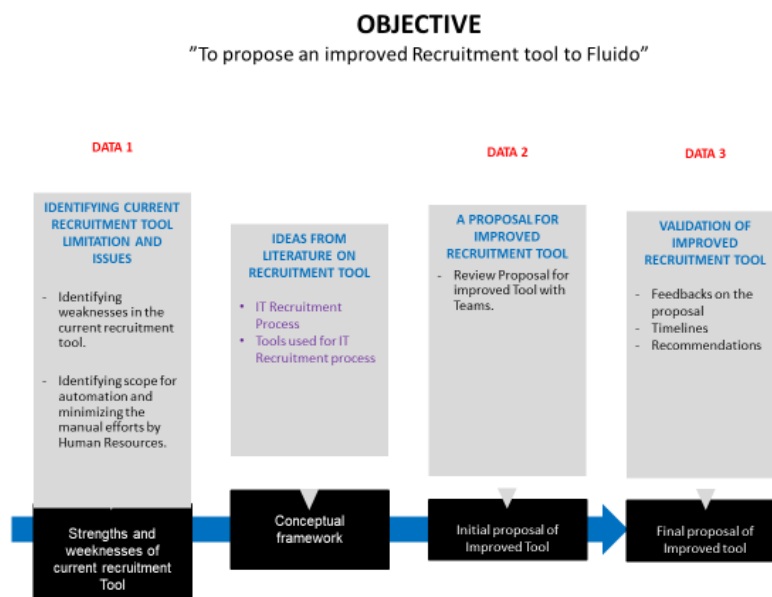 OBJECTIVE
”To propose an improved Recruitment tool to Fluido”
DATA 1
IDENTIFYING CURRENT
RECRUITMENT TOOL
LIMITATION AND
ISSUES
- Identifying
weaknesses in the
current recruitment
tool.
- Identifying scope for
automation and
minimizing the
manual efforts by
Human Resources.
Strengths and
weaknesses of
current recruitment
Tool
IDEAS FROM
LITERATURE ON
RECRUITMENT TOOL
• IT Recruitment
Process
• Tools used for IT
Recruitment process
Conceptual
framework
DATA 2
A PROPOSAL FOR
IMPROVED
RECRUITMENT TOOL
- Review Proposal for
improved Tool with
Teams.
Initial proposal of
Improved Tool
DATA 3
VALIDATION OF
IMPROVED
RECRUITMENT TOOL
- Feedbacks on the
proposal
- Timelines
- Recommendations
Final proposal of
Improved tool